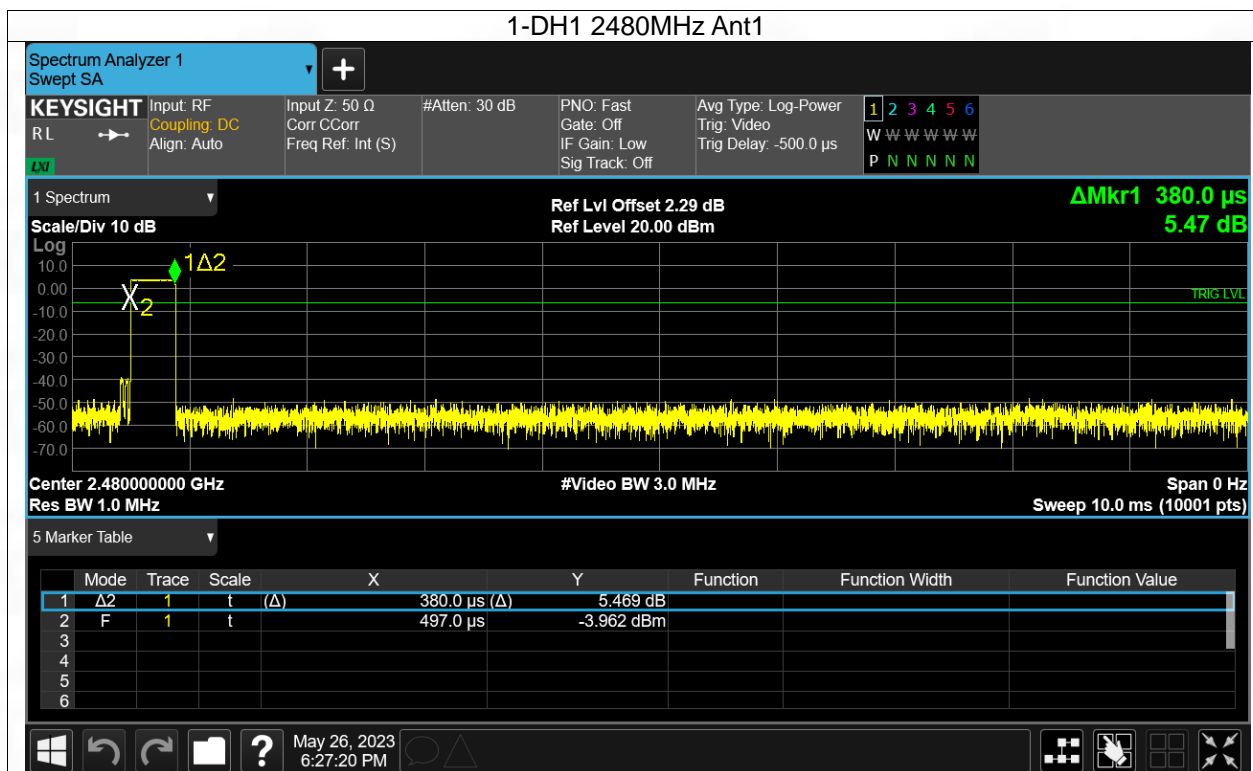 1-DH1 2480MHz Ant1
Spectrum Analyzer 1
Swept SA
KEYSIGHT
RL
LXI
Input: RF
Coupling: DC
Align: Auto
Input Z: 50 Ω
Corr CCorr
Freq Ref: Int (S)
#Atten: 30 dB
PNO: Fast
Gate: Off
IF Gain: Low
Sig Track: Off
Avg Type: Log-Power
Trig: Video
Trig Delay: -500.0 µs
1 2 3 4 5 6
W W W W W W
P N N N N N
1 Spectrum
Scale/Div 10 dB
Ref Lvl Offset 2.29 dB
Ref Level 20.00 dBm
ΔMkr1 380.0 µs
5.47 dB
Log
10.0
0.00
-10.0
-20.0
-30.0
-40.0
-50.0
-60.0
-70.0
1Δ2
X2
TRIG LVL
Center 2.480000000 GHz
#Video BW 3.0 MHz
Span 0 Hz
Res BW 1.0 MHz
Sweep 10.0 ms (10001 pts)
5 Marker Table
Mode Trace Scale X Y Function Function Width Function Value
1 Δ2 1 t (Δ) 380.0 µs (Δ) 5.469 dB
2 F 1 t 497.0 µs -3.962 dBm
3
4
5
6
?
May 26, 2023
6:27:20 PM